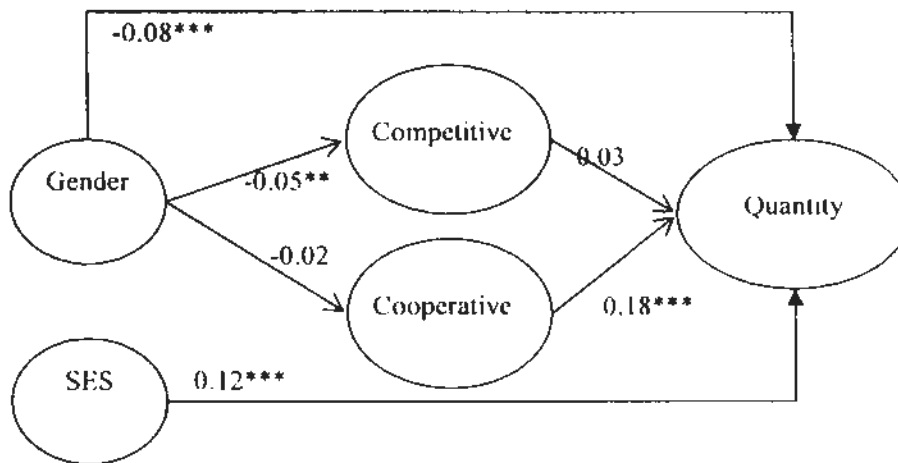 -0.08***
Competitive
0.03
Gender
-0.05**
Quantity
-0.02
Cooperative
0.18***
SES
0.12***